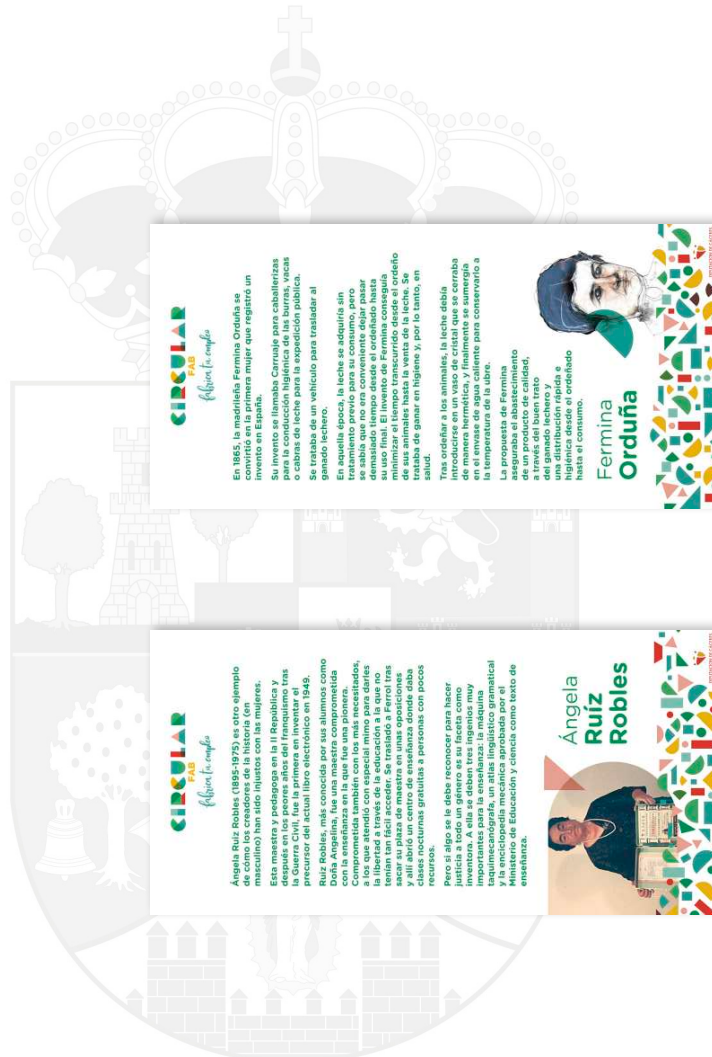 CIRCULAR
FAB
fabrica tu empleo
En 1865, la madrileña Fermina Orduña se
convirtió en la primera mujer que registró un
invento en España.
Su invento se llamaba Carruaje para caballerizas
para la conducción higiénica de las burras, vacas
o cabras de leche para la expedición pública.
Se trataba de un vehículo para trasladar al
ganado lechero.
En aquella época, la leche se adquiría sin
tratamiento previo para su consumo, pero
se sabía que no era conveniente dejar pasar
demasiado tiempo desde el ordeñado hasta
su uso final. El invento de Fermina conseguía
minimizar el tiempo transcurrido desde el ordeño
de sus animales hasta la venta de la leche. Se
trataba de ganar en higiene y, por lo tanto, en
salud.
Tras ordeñar a los animales, la leche debía
introducirse en un vaso de cristal que se cerraba
de manera hermética, y finalmente se sumergía
en el envase de agua caliente para conservarlo a
la temperatura de la ubre.
La propuesta de Fermina
aseguraba el abastecimiento
de un producto de calidad,
a través del buen trato
del ganado lechero y
una distribución rápida e
higiénica desde el ordeñado
hasta el consumo.
Fermina
Orduña
CIRCULAR
FAB
fabrica tu empleo
Ángela Ruiz Robles (1895-1975) es otro ejemplo
de cómo los creadores de la historia (en
masculino) han sido injustos con las mujeres.
Esta maestra y pedagoga en la II República y
después en los peores años del franquismo tras
la Guerra Civil, fue la primera en inventar el
precursor del actual libro electrónico en 1949.
Ruiz Robles, más conocida por sus alumnos como
Doña Angelina, fue una maestra comprometida
con la enseñanza en la que fue una pionera.
Comprometida también con los más necesitados,
a los que atendió con especial mimo para darles
la libertad a través de la educación a la que no
tenían tan fácil acceder. Se trasladó a Ferrol tras
sacar su plaza de maestra en unas oposiciones
y allí abrió un centro de enseñanza donde daba
clases nocturnas gratuitas a personas con pocos
recursos.
Pero si algo se le debe reconocer para hacer
justicia a todo un género es su faceta como
inventora. A ella se deben tres ingenios muy
importantes para la enseñanza: la máquina
taquimecanógrafa, un atlas lingüístico gramatical
y la enciclopedia mecánica aprobada por el
Ministerio de Educación y ciencia como texto de
enseñanza.
Ángela
Ruíz
Robles